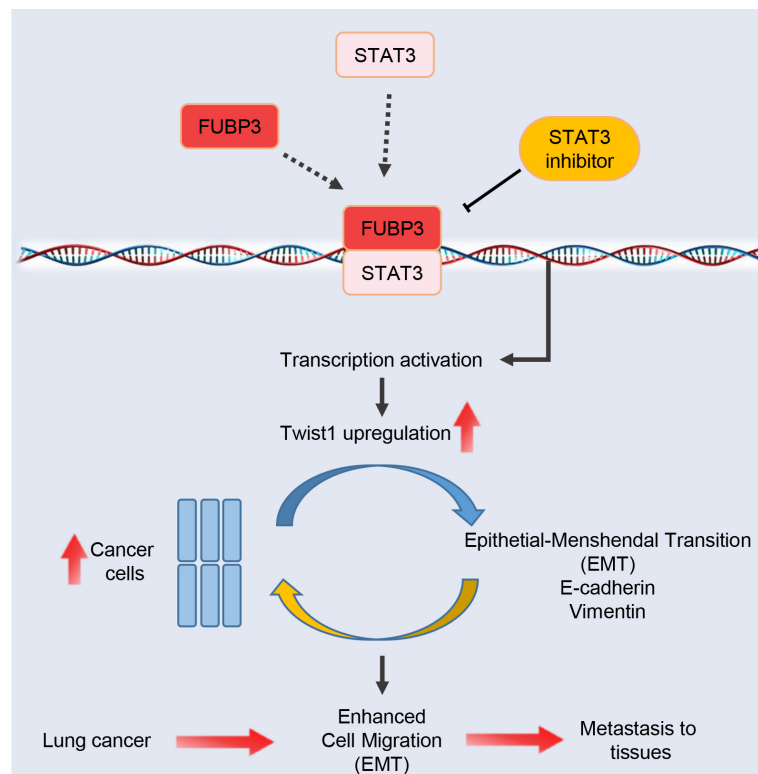 STAT3
FUBP3
STAT3
inhibitor
FUBP3
STAT3
Transcription activation
Twist1 upregulation
Cancer
cells
Epithetial-Menshendal Transition
(EMT)
E-cadherin
Vimentin
Lung cancer
Enhanced
Cell Migration
(EMT)
Metastasis to
tissues